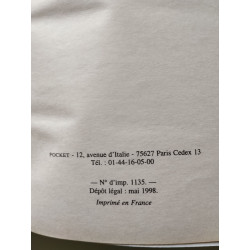 POCKET - 12, avenue d'Italie - 75627 Paris Cedex 13
Tél. : 01-44-16-05-00
— N° d'imp. 1135. —
Dépôt légal : mai 1998.
Imprimé en France